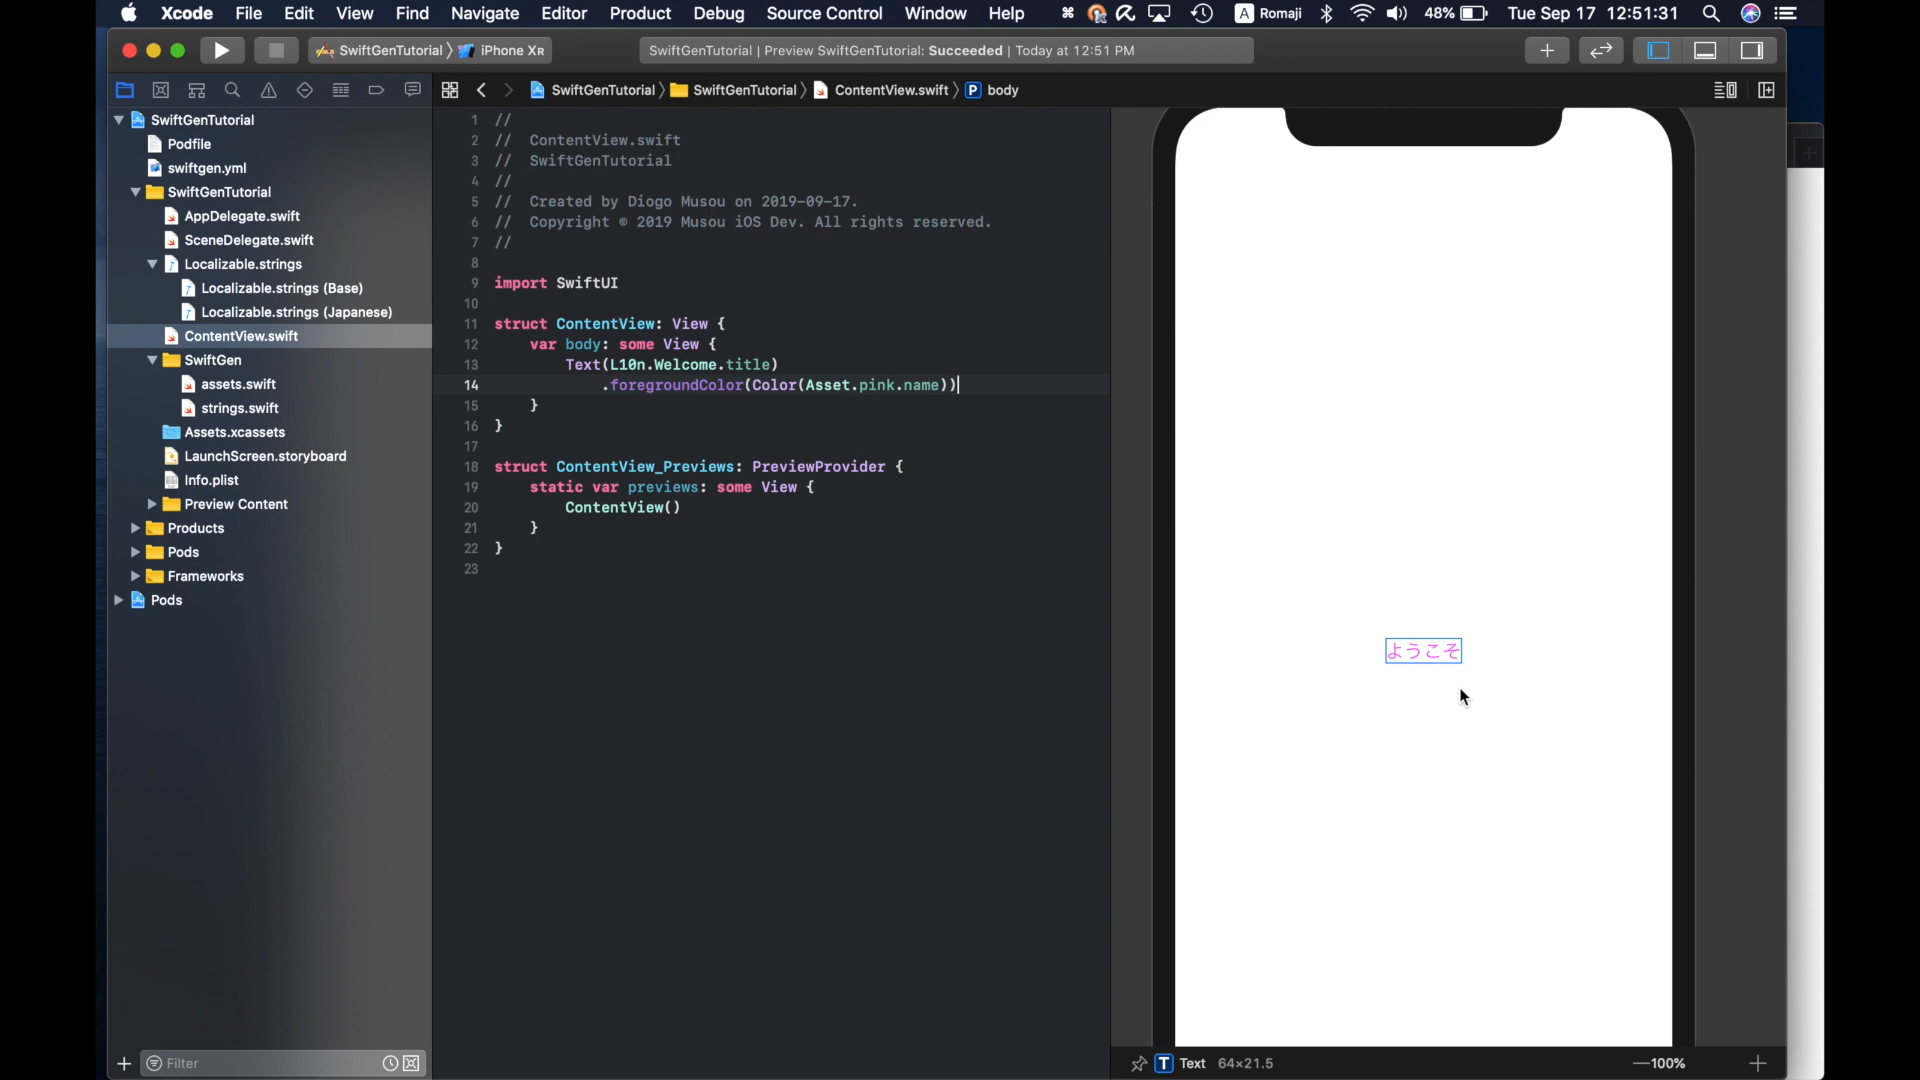 Xcode File Edit View Find Navigate Editor Product Debug Source Control Window Help A Romaji 48% Tue Sep 17 12:51:31
SwiftGenTutorial 〉 iPhone XR
SwiftGenTutorial | Preview SwiftGenTutorial: Succeeded | Today at 12:51 PM
SwiftGenTutorial 〉 SwiftGenTutorial 〉 ContentView.swift 〉 P body
SwiftGenTutorial
Podfile
swiftgen.yml
SwiftGenTutorial
AppDelegate.swift
SceneDelegate.swift
Localizable.strings
Localizable.strings (Base)
Localizable.strings (Japanese)
ContentView.swift
SwiftGen
assets.swift
strings.swift
Assets.xcassets
LaunchScreen.storyboard
Info.plist
Preview Content
Products
Pods
Frameworks
Pods
Filter
1 //
2 // ContentView.swift
3 // SwiftGenTutorial
4 //
5 // Created by Diogo Musou on 2019-09-17.
6 // Copyright © 2019 Musou iOS Dev. All rights reserved.
7 //
8
9 import SwiftUI
10
11 struct ContentView: View {
12 var body: some View {
13 Text(L10n.Welcome.title)
14 .foregroundColor(Color(Asset.pink.name))
15 }
16 }
17
18 struct ContentView_Previews: PreviewProvider {
19 static var previews: some View {
20 ContentView()
21 }
22 }
23
ようこそ
T Text 64×21.5
100%